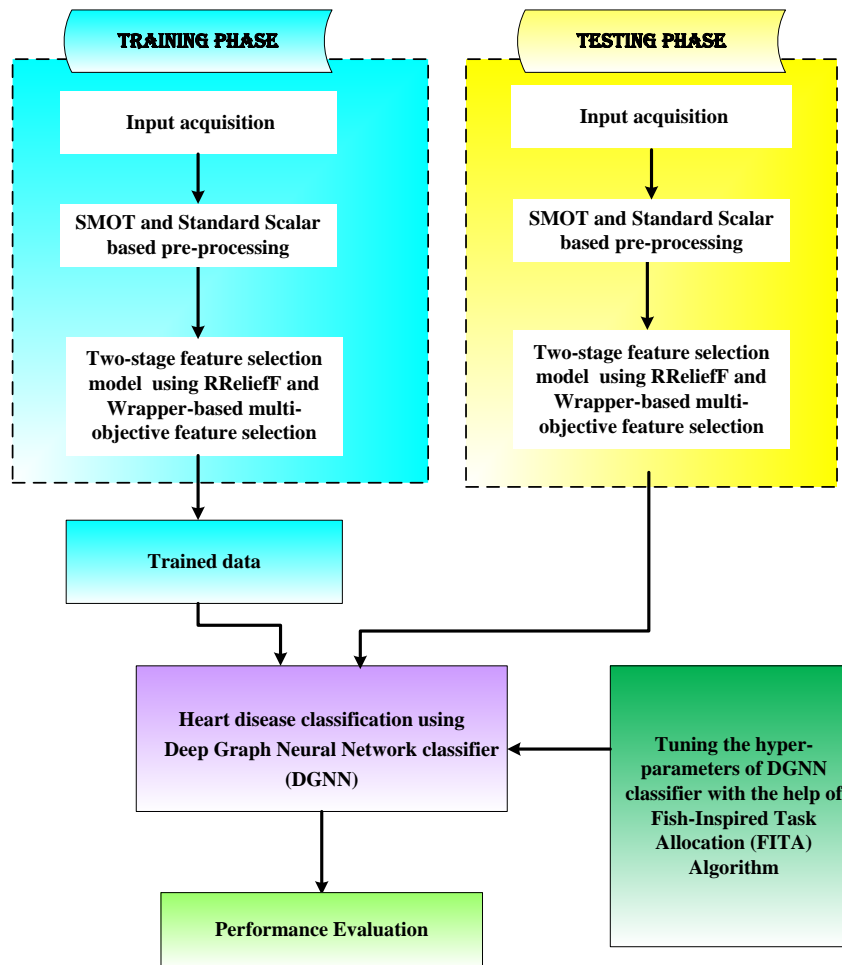 TRAINING PHASE
Input acquisition
SMOT and Standard Scalar
based pre-processing
Two-stage feature selection
model using RReliefF and
Wrapper-based multi-
objective feature selection
Trained data
TESTING PHASE
Input acquisition
SMOT and Standard Scalar
based pre-processing
Two-stage feature selection
model using RReliefF and
Wrapper-based multi-
objective feature selection
Heart disease classification using
Deep Graph Neural Network classifier
(DGNN)
Tuning the hyper-
parameters of DGNN
classifier with the help of
Fish-Inspired Task
Allocation (FITA)
Algorithm
Performance Evaluation